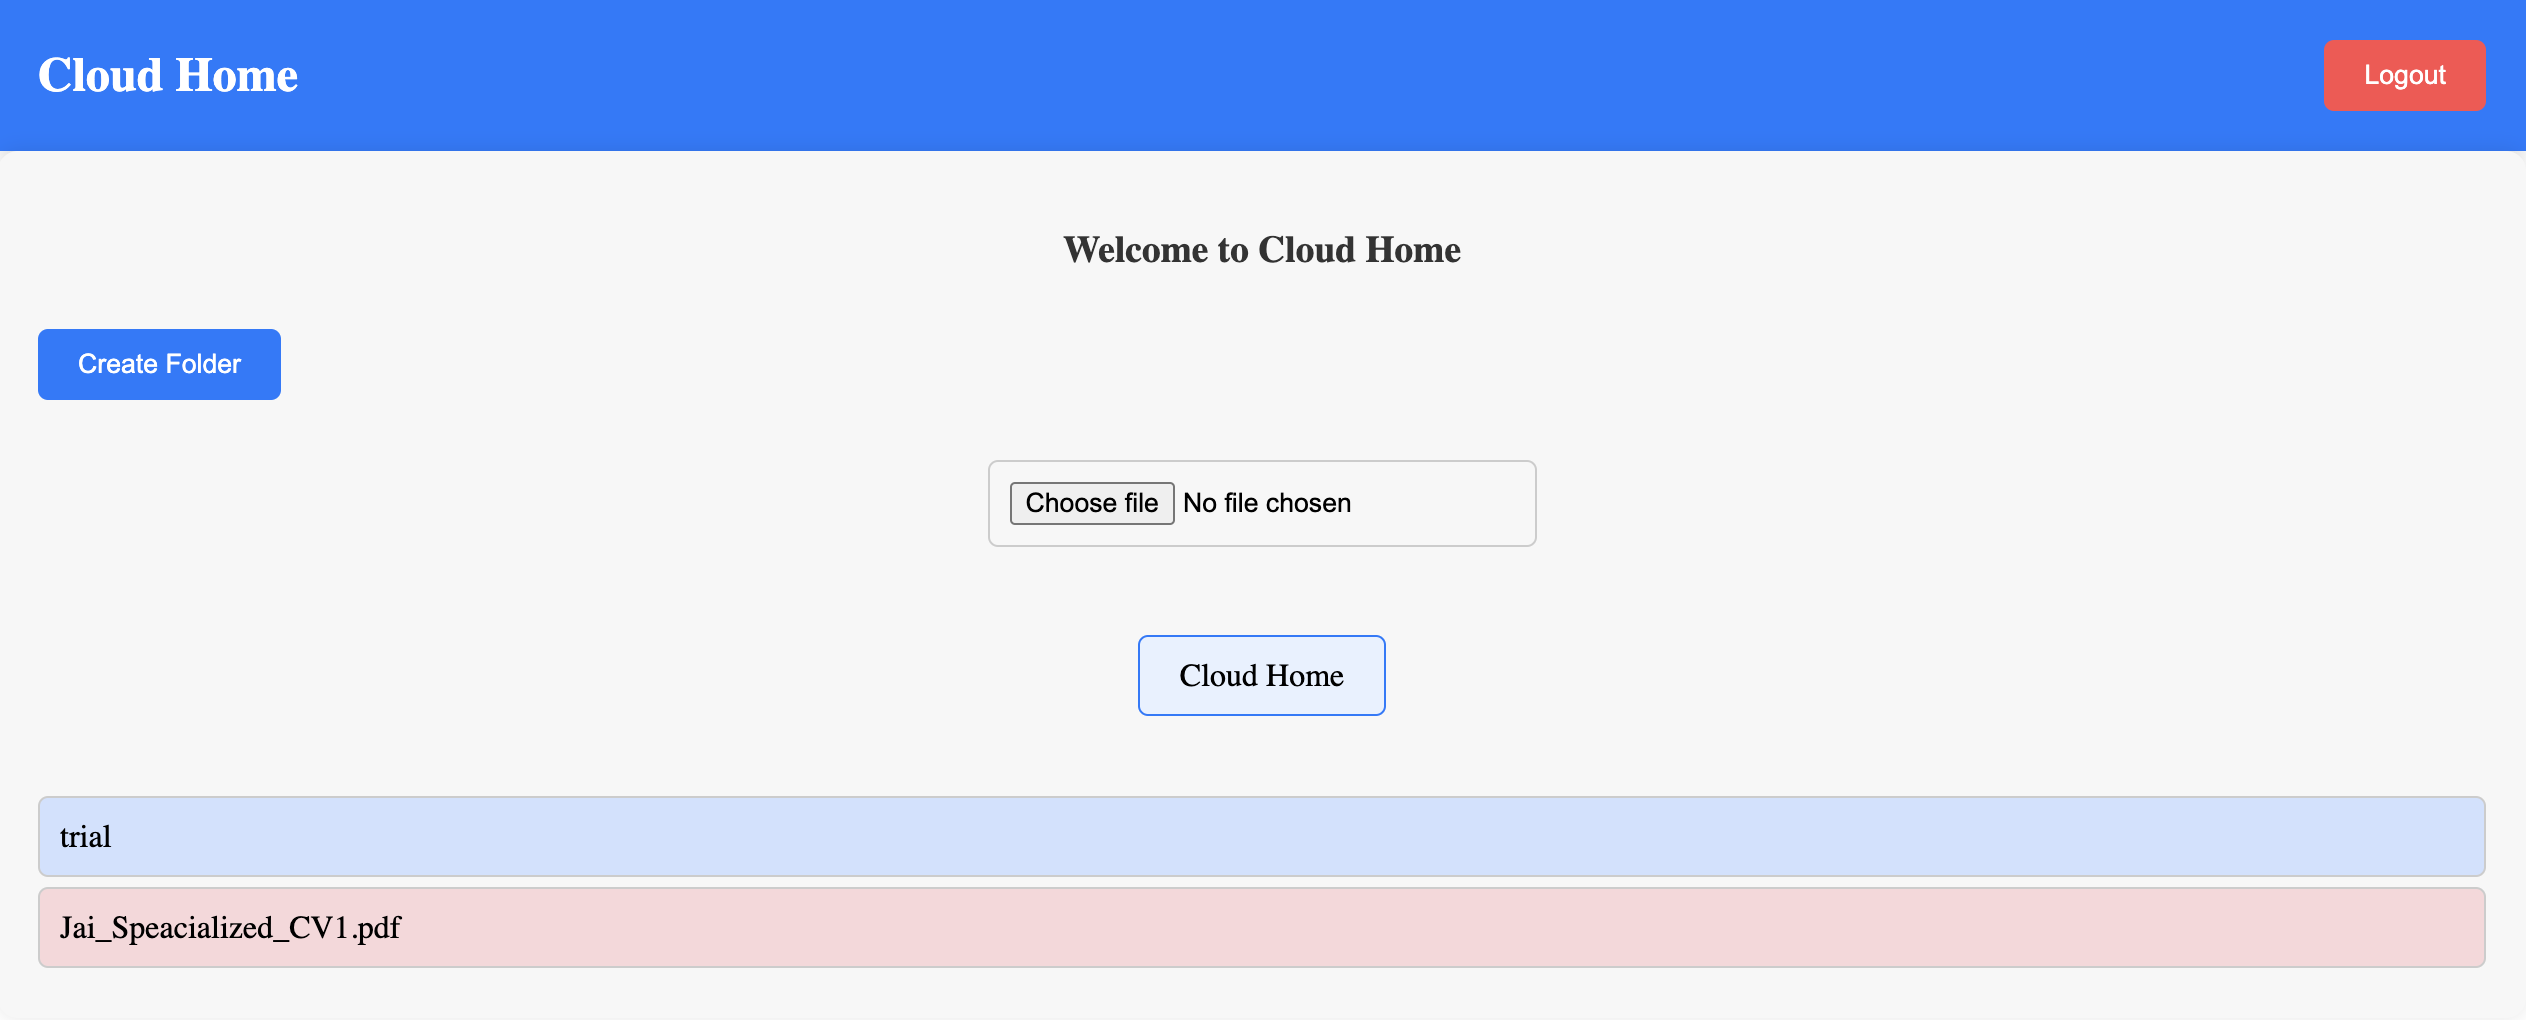 Cloud Home
Logout
Welcome to Cloud Home
Create Folder
Choose file No file chosen
Cloud Home
trial
Jai_Speacialized_CV1.pdf